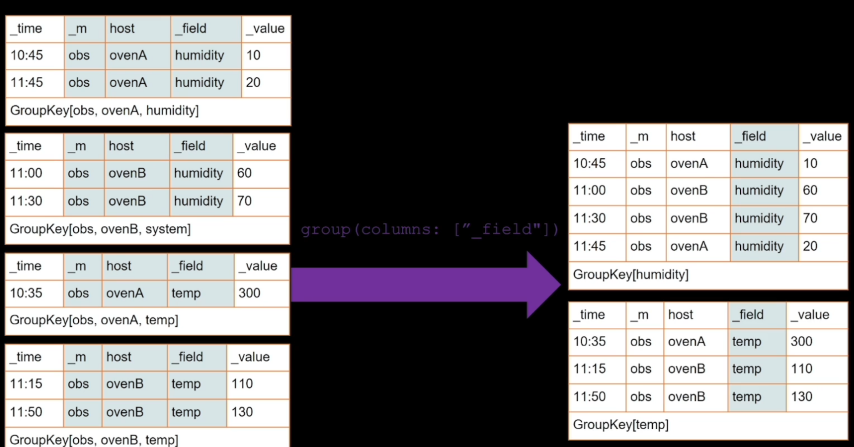 _time _m host _field _value
10:45 obs ovenA humidity 10
11:45 obs ovenA humidity 20
GroupKey[obs, ovenA, humidity]
_time _m host _field _value
11:00 obs ovenB humidity 60
11:30 obs ovenB humidity 70
GroupKey[obs, ovenB, system]
_time _m host _field _value
10:35 obs ovenA temp 300
GroupKey[obs, ovenA, temp]
_time _m host _field _value
11:15 obs ovenB temp 110
11:50 obs ovenB temp 130
GroupKey[obs, ovenB, temp]
group(columns: [”_field"])
_time _m host _field _value
10:45 obs ovenA humidity 10
11:00 obs ovenB humidity 60
11:30 obs ovenB humidity 70
11:45 obs ovenA humidity 20
GroupKey[humidity]
_time _m host _field _value
10:35 obs ovenA temp 300
11:15 obs ovenB temp 110
11:50 obs ovenB temp 130
GroupKey[temp]